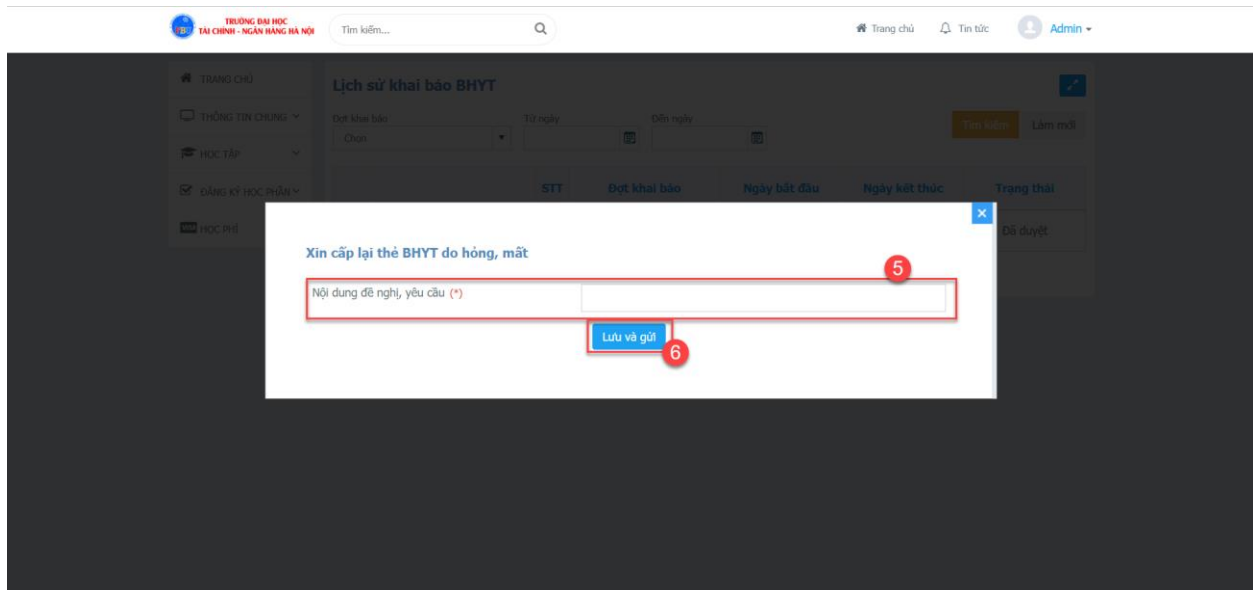 TRƯỜNG ĐẠI HỌC
TÀI CHÍNH - NGÂN HÀNG HÀ NỘI
Tìm kiếm...
Trang chủ
Tin tức
Admin
TRANG CHỦ
Lịch sử khai báo BHYT
THÔNG TIN CHUNG
Đợt khai báo
Từ ngày
Đến ngày
Chọn
Tìm kiếm
Làm mới
HỌC TẬP
ĐĂNG KÝ HỌC PHẦN
STT
Đợt khai báo
Ngày bắt đầu
Ngày kết thúc
Trạng thái
HỌC PHÍ
Đã duyệt
Xin cấp lại thẻ BHYT do hỏng, mất
5
Nội dung đề nghị, yêu cầu (*)
Lưu và gửi
6